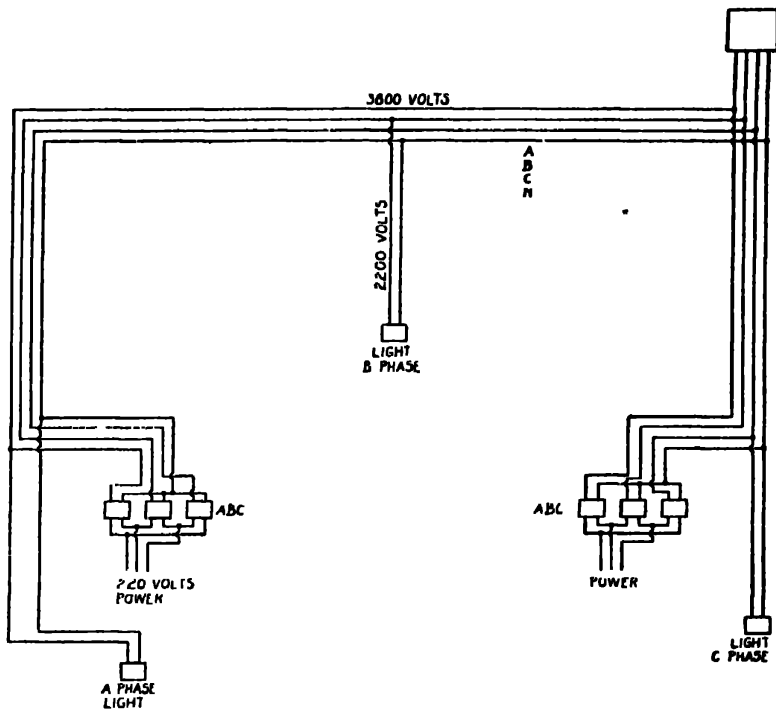 3800 VOLTS
A
B
C
N
2200 VOLTS
LIGHT
B PHASE
ABC
ABC
220 VOLTS
POWER
POWER
LIGHT
C PHASE
A PHASE
LIGHT